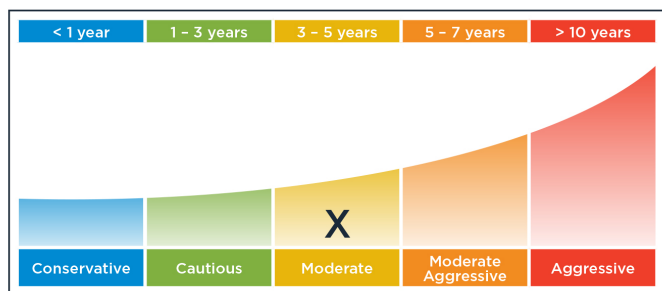 < 1 year
1 – 3 years
3 – 5 years
5 – 7 years
> 10 years
X
Conservative
Cautious
Moderate
Moderate
Aggressive
Aggressive